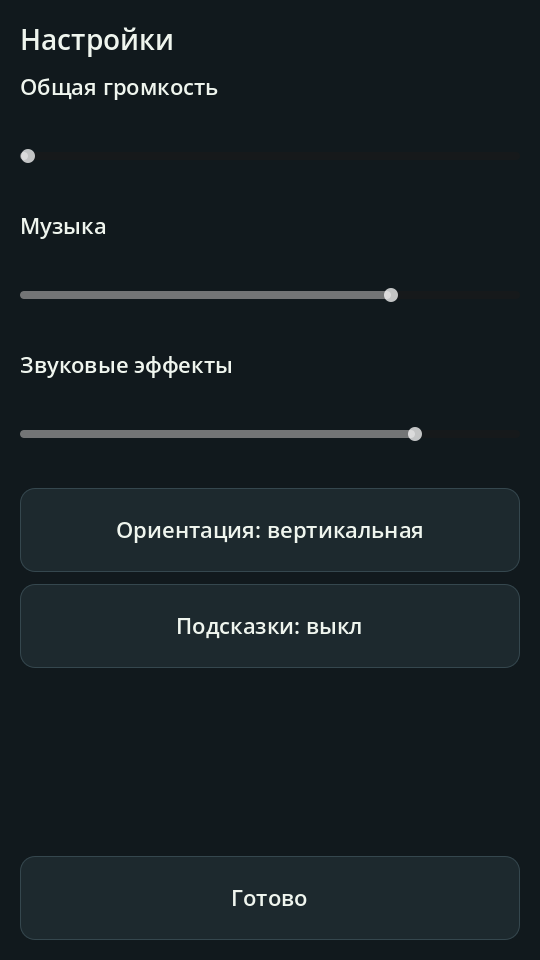 Настройки
Общая громкость
Музыка
Звуковые эффекты
Ориентация: вертикальная
Подсказки: выкл
Готово